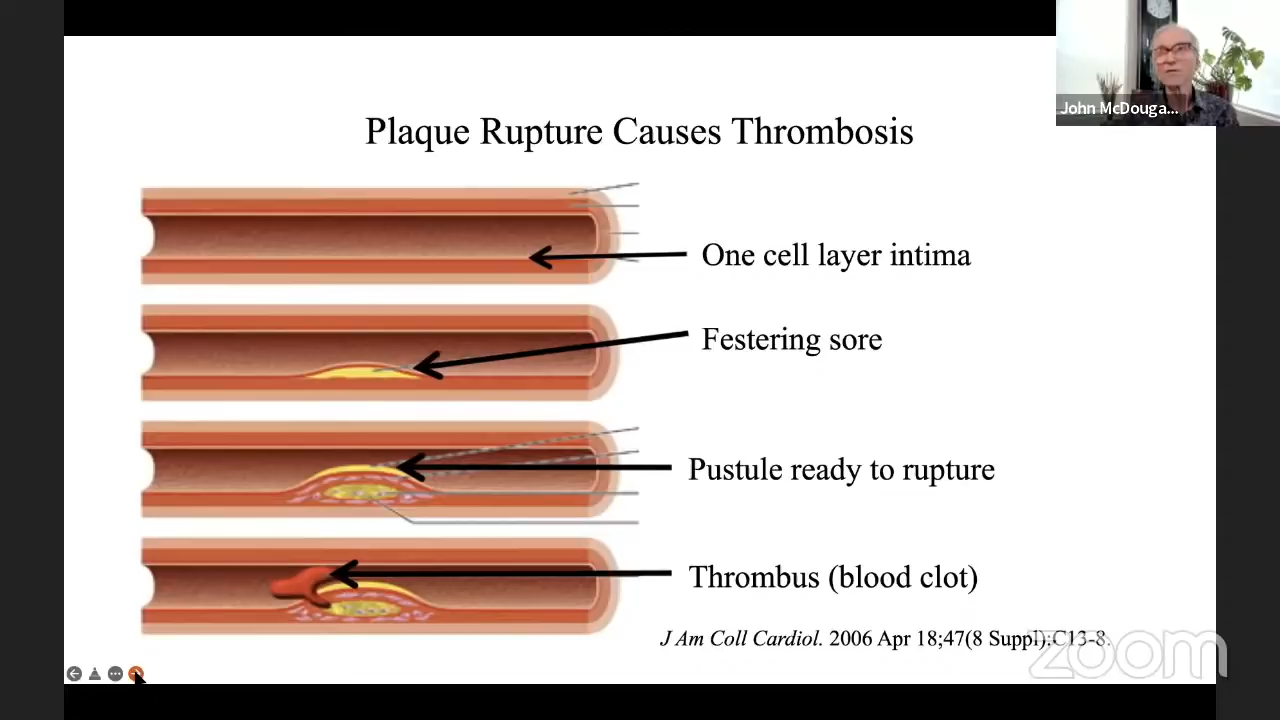 John McDouga...
Plaque Rupture Causes Thrombosis
One cell layer intima
Festering sore
Pustule ready to rupture
Thrombus (blood clot)
J Am Coll Cardiol. 2006 Apr 18;47(8 Suppl):C13-8.
zoom